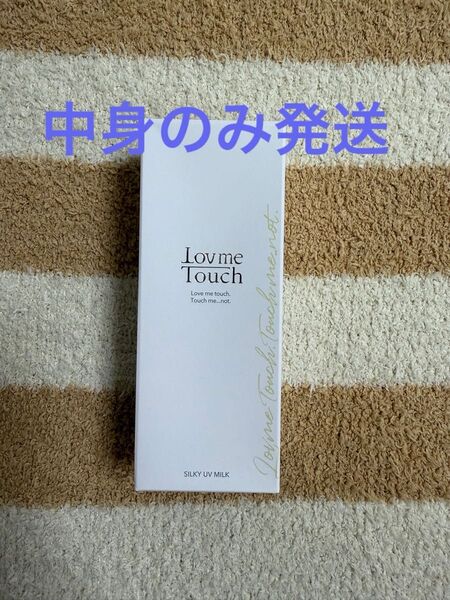 中身のみ発送
Lov me
Touch
Love me touch.
Touch me...not.
Lov me Touch. Touch me...not.
SILKY UV MILK